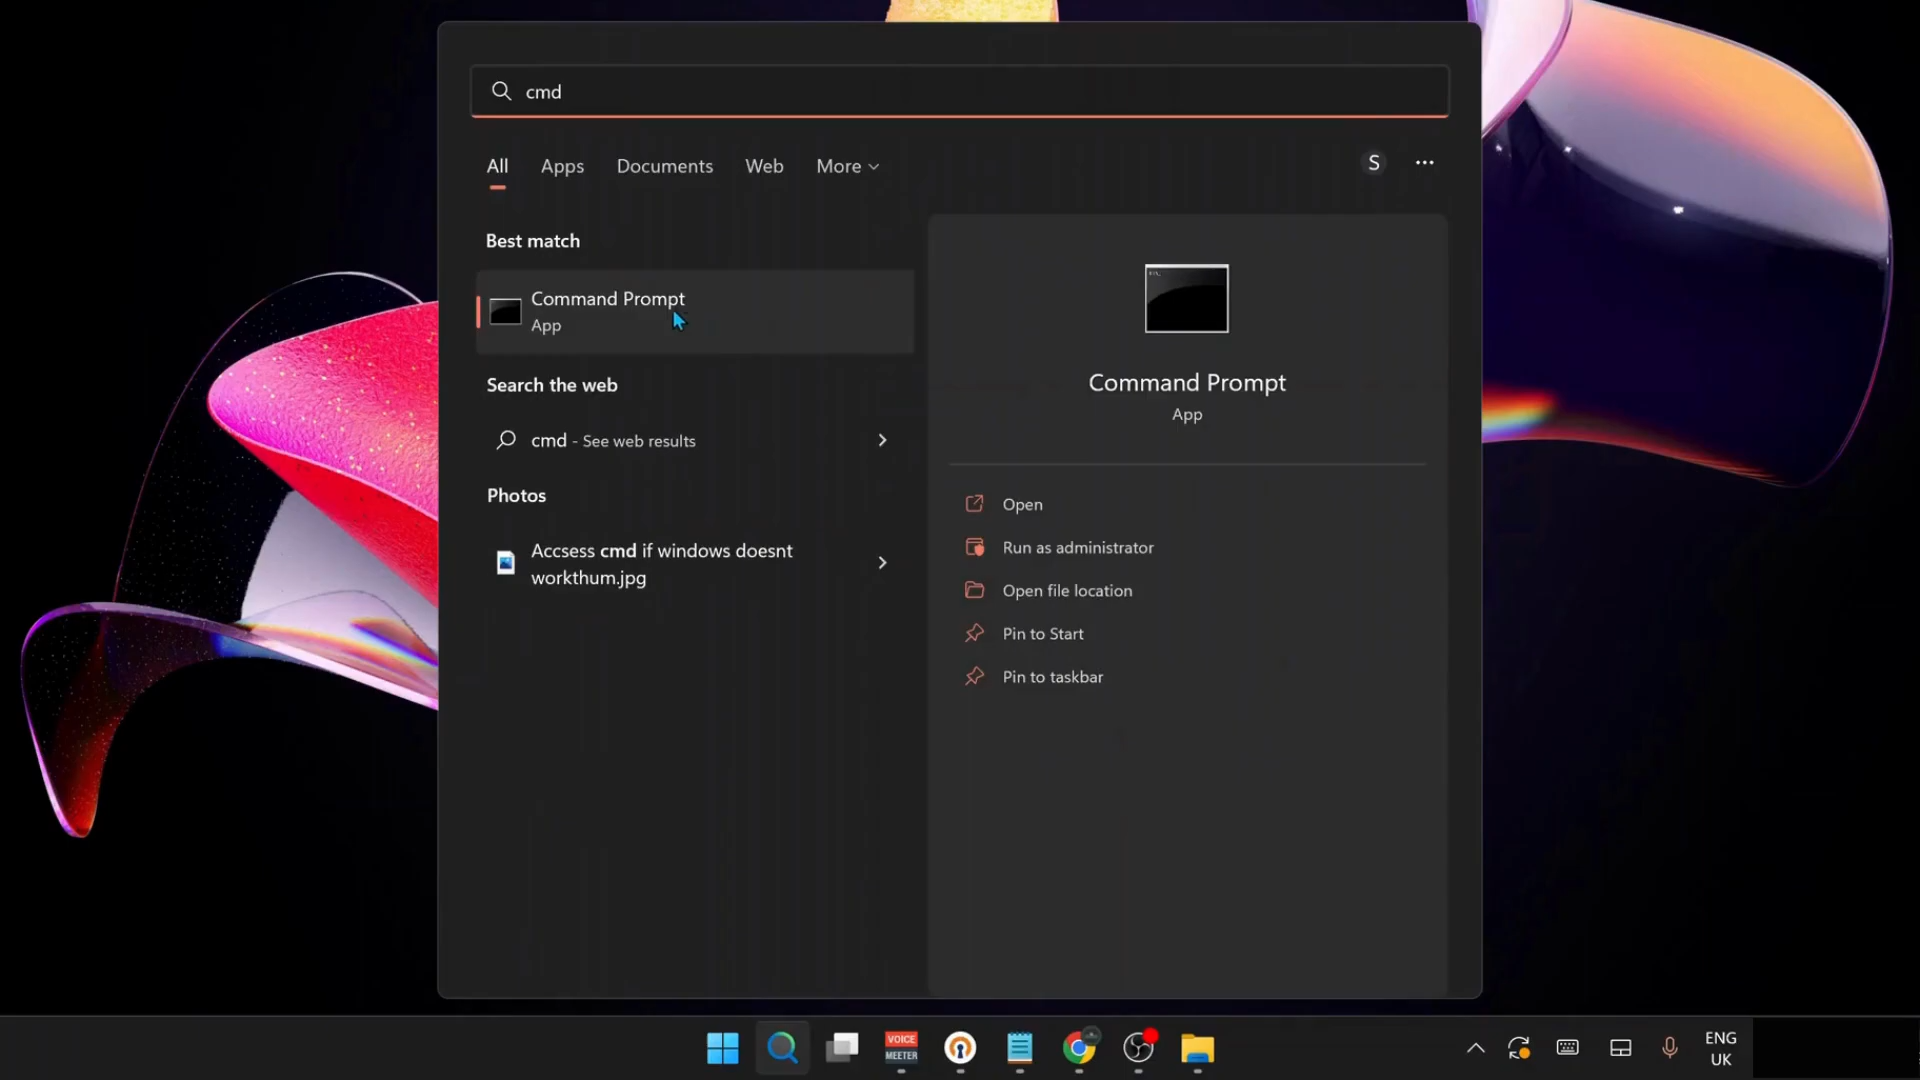 cmd
All Apps Documents Web More
S
Best match
Command Prompt
App
Search the web
cmd - See web results
Photos
Accsess cmd if windows doesnt
workthum.jpg
Command Prompt
App
Open
Run as administrator
Open file location
Pin to Start
Pin to taskbar
VOICE
MEETER
ENG
UK